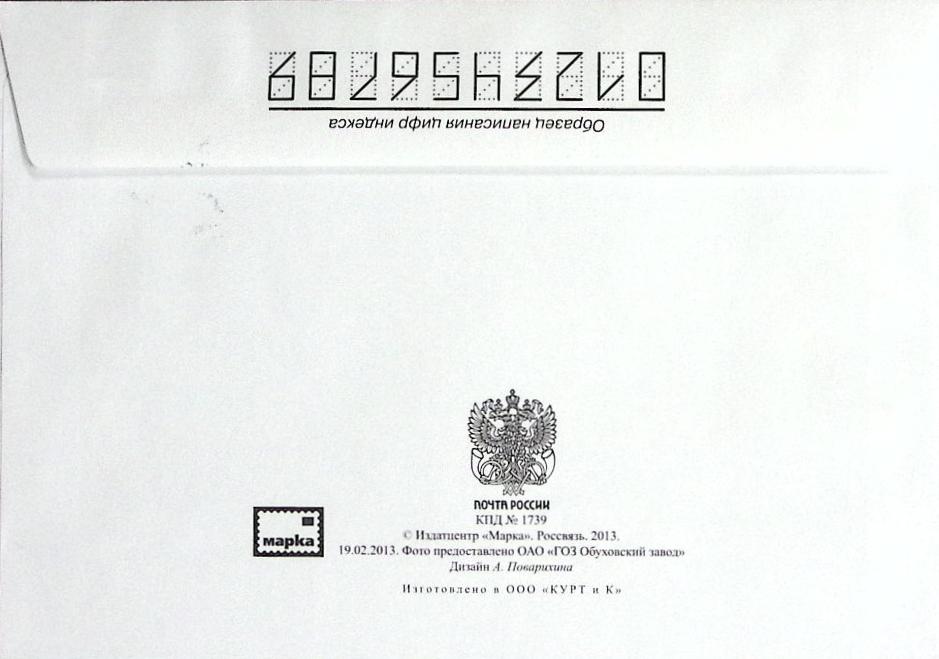 0123456789
Образец написания цифр индекса
ПОЧТА РОССИИ
КПД № 1739
© Издатцентр «Марка». Россвязь. 2013.
19.02.2013. Фото предоставлено ОАО «ГОЗ Обуховский завод»
Дизайн А. Поварихина
Изготовлено в ООО «КУРТ и К»
марка